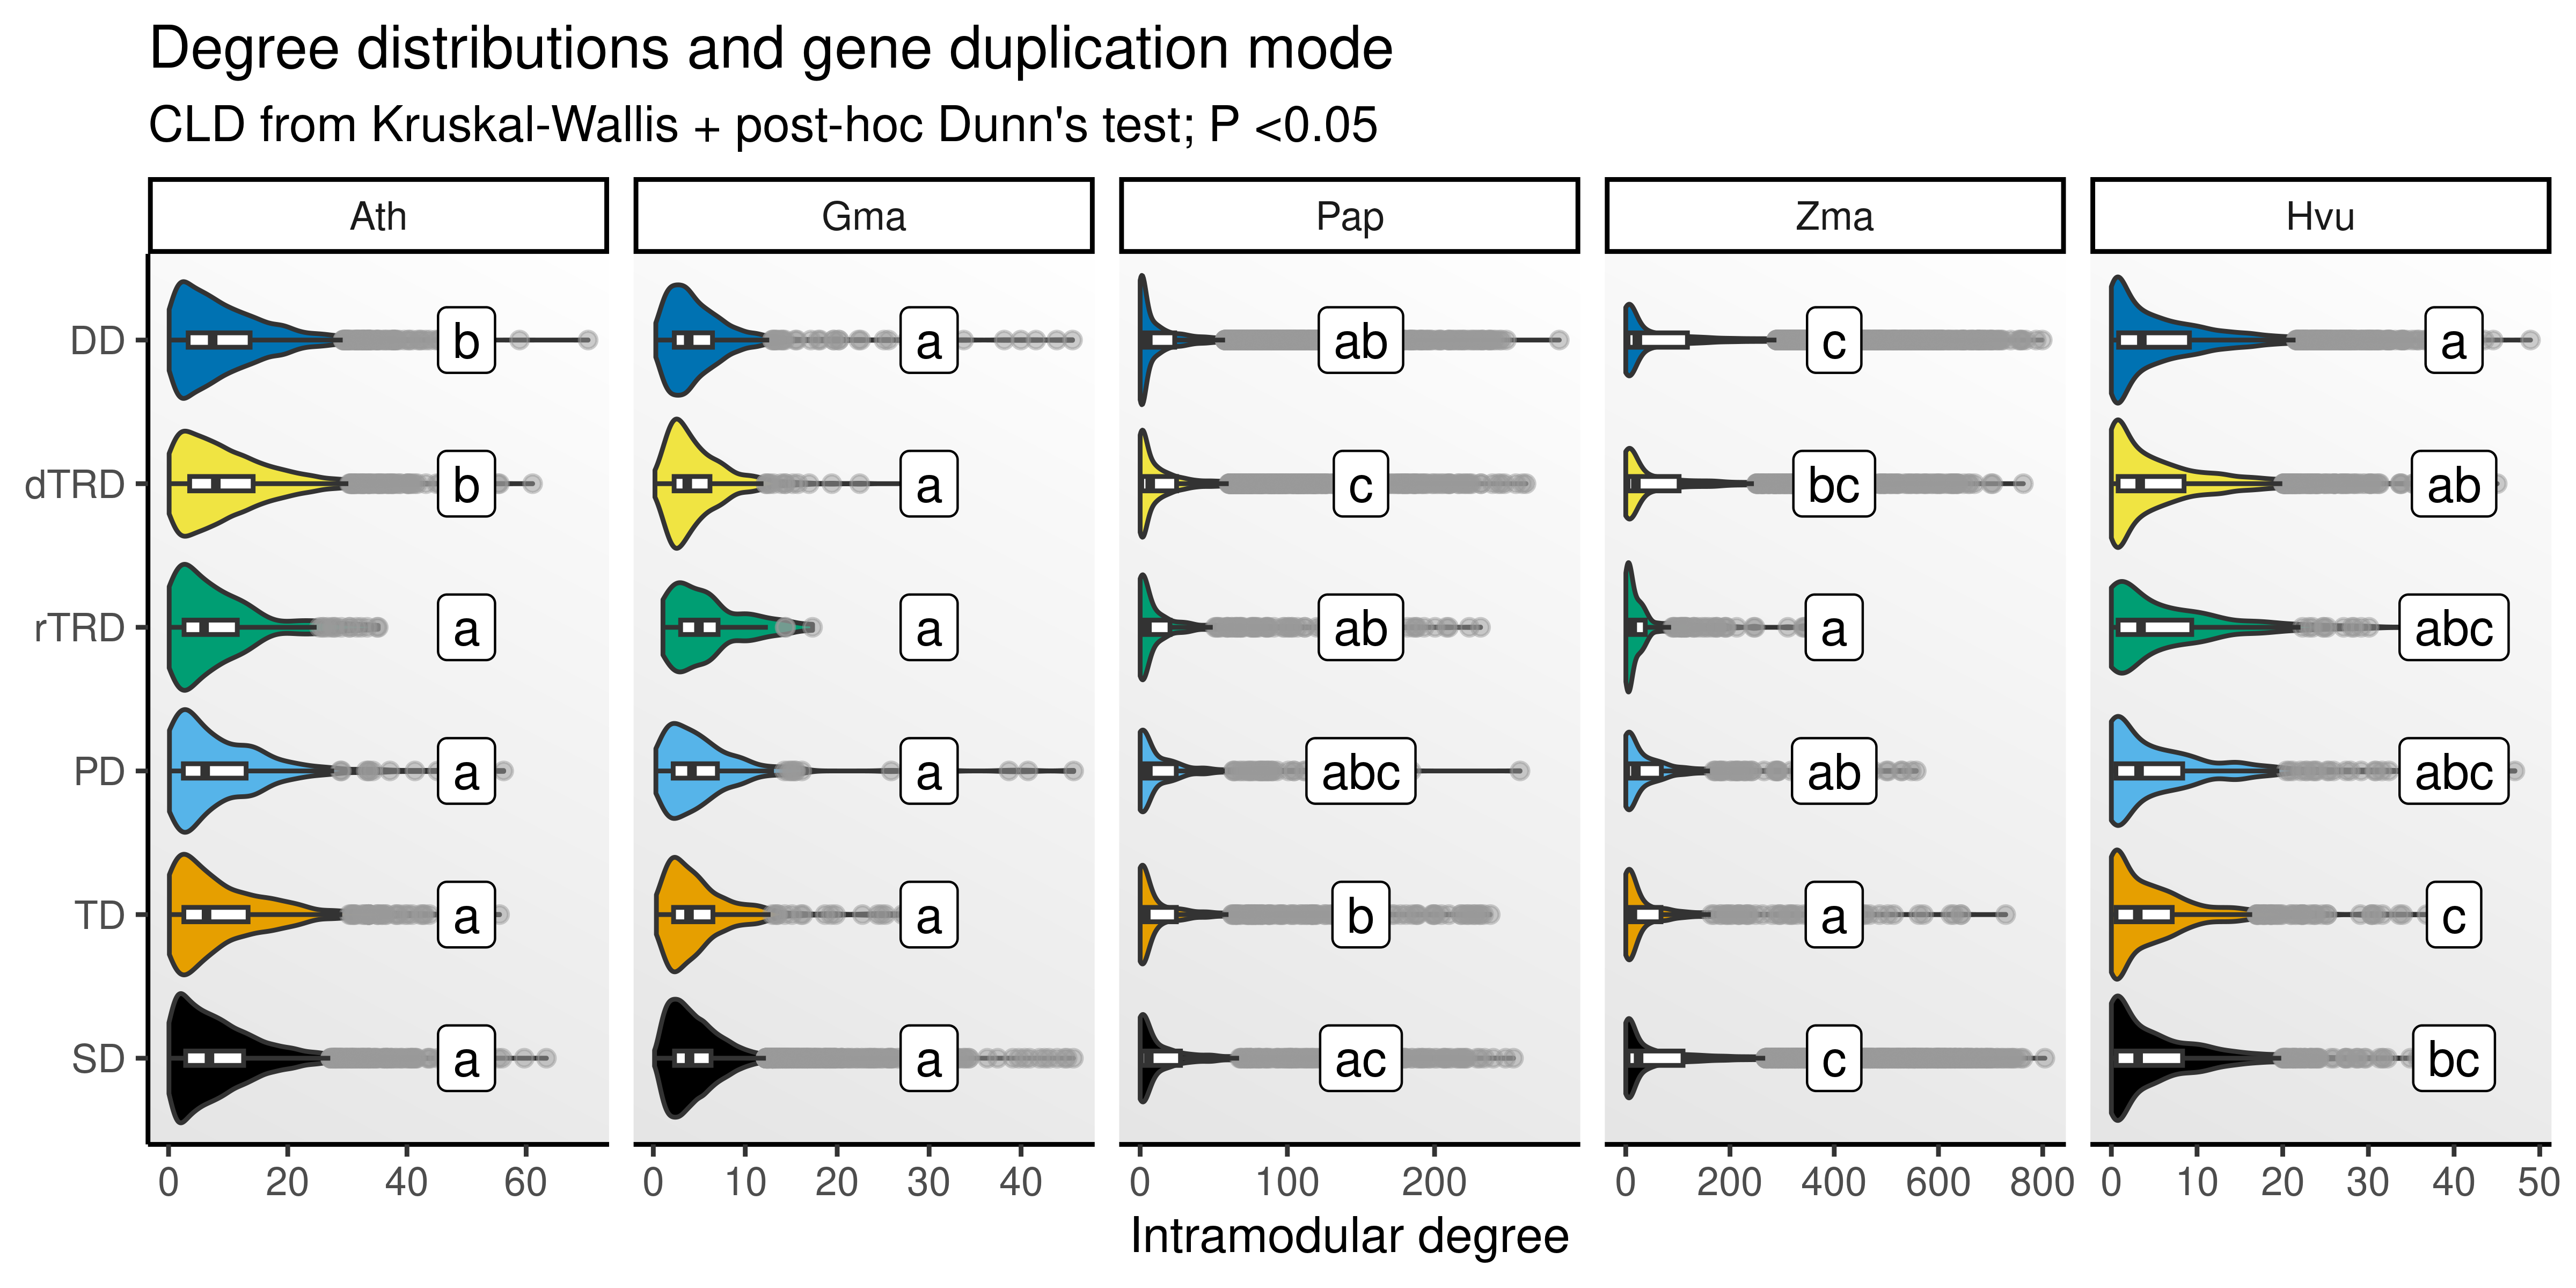 Degree distributions and gene duplication mode
CLD from Kruskal-Wallis + post-hoc Dunn's test; P <0.05
Ath Gma Pap Zma Hvu
DD b a ab c a
dTRD b a c bc ab
rTRD a a ab a abc
PD a a abc ab abc
TD a a b a c
SD a a ac c bc
0 20 40 60 0 10 20 30 40 0 100 200 0 200 400 600 800 0 10 20 30 40 50
Intramodular degree